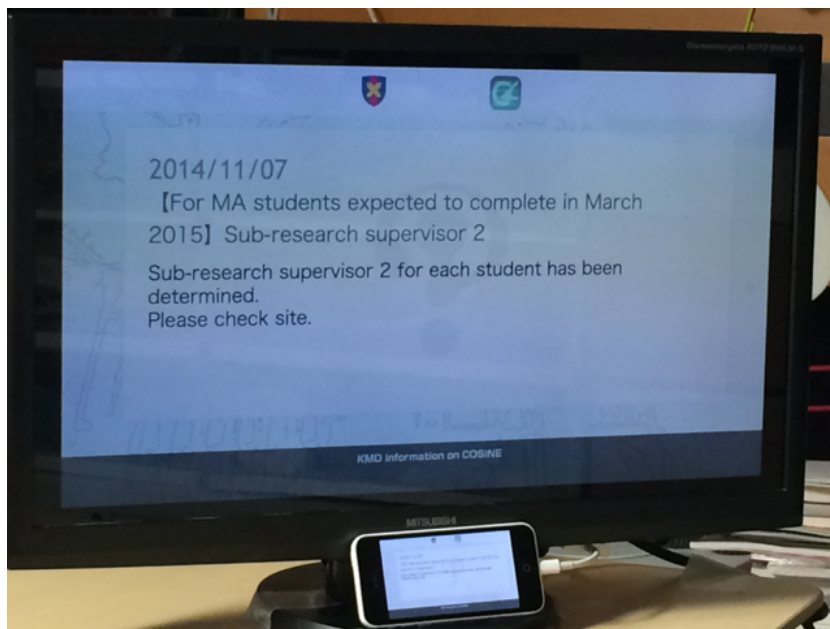 2014/11/07
【For MA students expected to complete in March
2015】Sub-research supervisor 2
Sub-research supervisor 2 for each student has been
determined.
Please check site.
KMD information on COSINE
MITSUBISHI